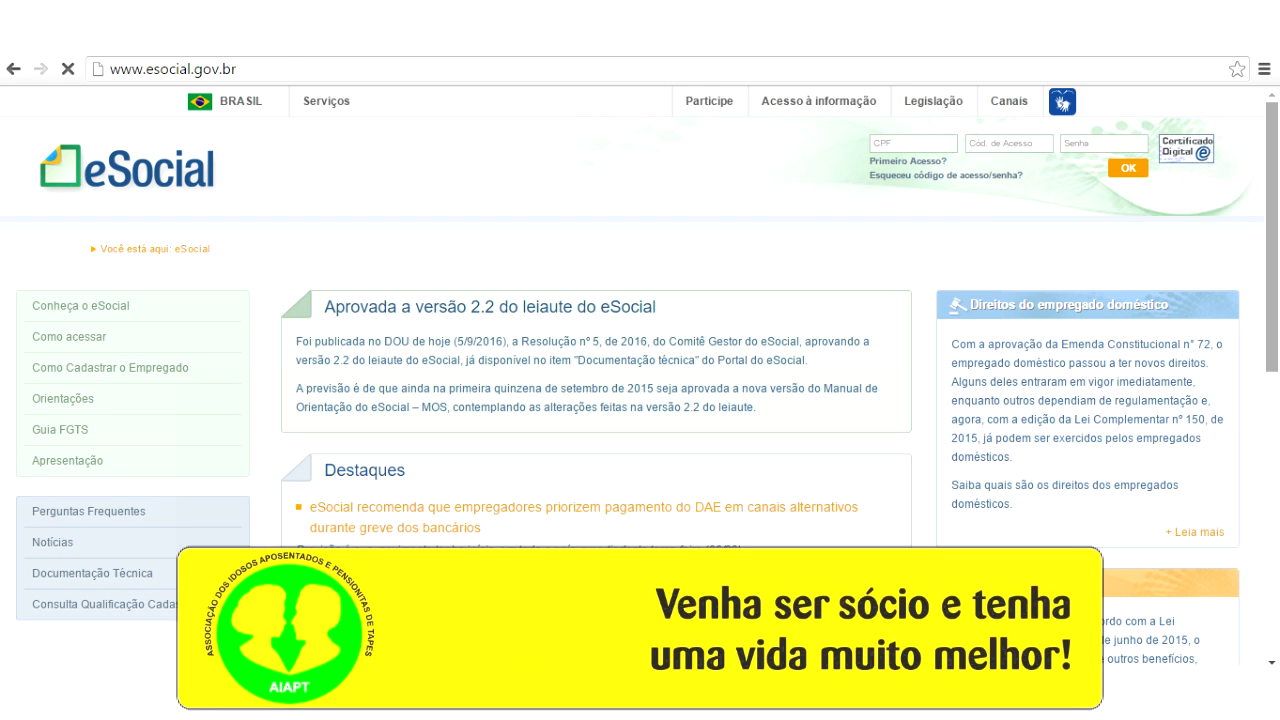 www.esocial.gov.br
BRASIL
Serviços
Participe
Acesso à informação
Legislação
Canais
eSocial
CPF
Cód. de Acesso
Senha
Certificado
Digital
Primeiro Acesso?
OK
Esqueceu código de acesso/senha?
Você está aqui: eSocial
Conheça o eSocial
Como acessar
Como Cadastrar o Empregado
Orientações
Guia FGTS
Apresentação
Perguntas Frequentes
Notícias
Documentação Técnica
Consulta Qualificação
Aprovada a versão 2.2 do leiaute do eSocial
Foi publicada no DOU de hoje (5/9/2016), a Resolução nº 5, de 2016, do Comitê Gestor do eSocial, aprovando a
versão 2.2 do leiaute do eSocial, já disponível no item "Documentação técnica" do Portal do eSocial.
A previsão é de que ainda na primeira quinzena de setembro de 2015 seja aprovada a nova versão do Manual de
Orientação do eSocial – MOS, contemplando as alterações feitas na versão 2.2 do leiaute.
Destaques
eSocial recomenda que empregadores priorizem pagamento do DAE em canais alternativos
durante greve dos bancários
Direitos do empregado doméstico
Com a aprovação da Emenda Constitucional n° 72, o
empregado doméstico passou a ter novos direitos.
Alguns deles entraram em vigor imediatamente,
enquanto outros dependiam de regulamentação e,
agora, com a edição da Lei Complementar nº 150, de
2015, já podem ser exercidos pelos empregados
domésticos.
Saiba quais são os direitos dos empregados
domésticos.
+ Leia mais
com a Lei
de junho de 2015, o
outros benefícios,
ASSOCIAÇÃO DOS IDOSOS APOSENTADOS E PENSIONITAS DE TAPES
AIAPT
Venha ser sócio e tenha
uma vida muito melhor!